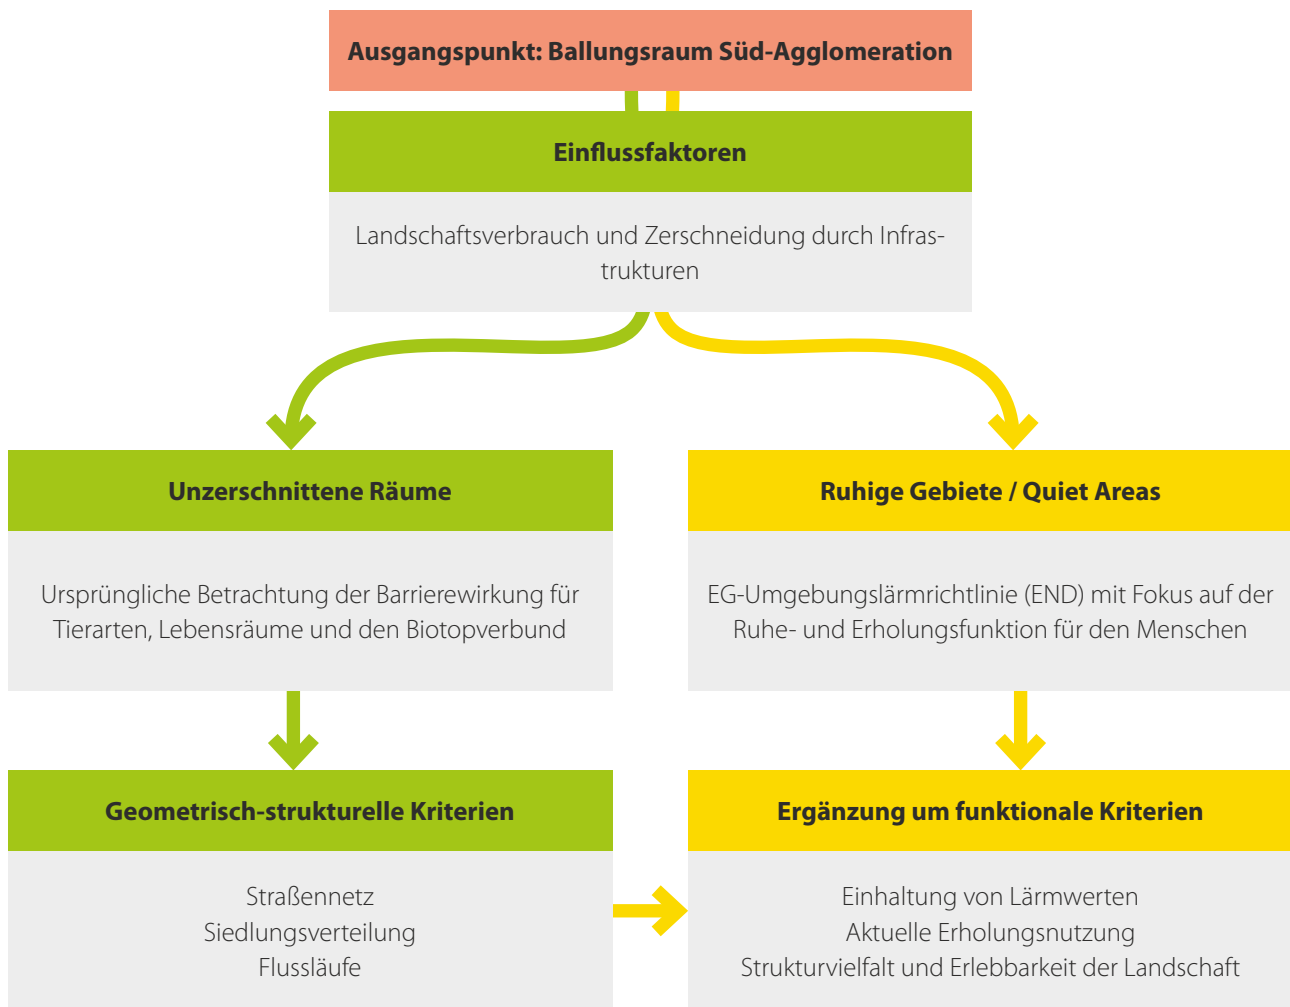 Ausgangspunkt: Ballungsraum Süd-Agglomeration
Einflussfaktoren
Landschaftsverbrauch und Zerschneidung durch Infras-
trukturen
Unzerschnittene Räume
Ursprüngliche Betrachtung der Barrierewirkung für
Tierarten, Lebensräume und den Biotopverbund
Ruhige Gebiete / Quiet Areas
EG-Umgebungslärmrichtlinie (END) mit Fokus auf der
Ruhe- und Erholungsfunktion für den Menschen
Geometrisch-strukturelle Kriterien
Straßennetz
Siedlungsverteilung
Flussläufe
Ergänzung um funktionale Kriterien
Einhaltung von Lärmwerten
Aktuelle Erholungsnutzung
Strukturvielfalt und Erlebbarkeit der Landschaft